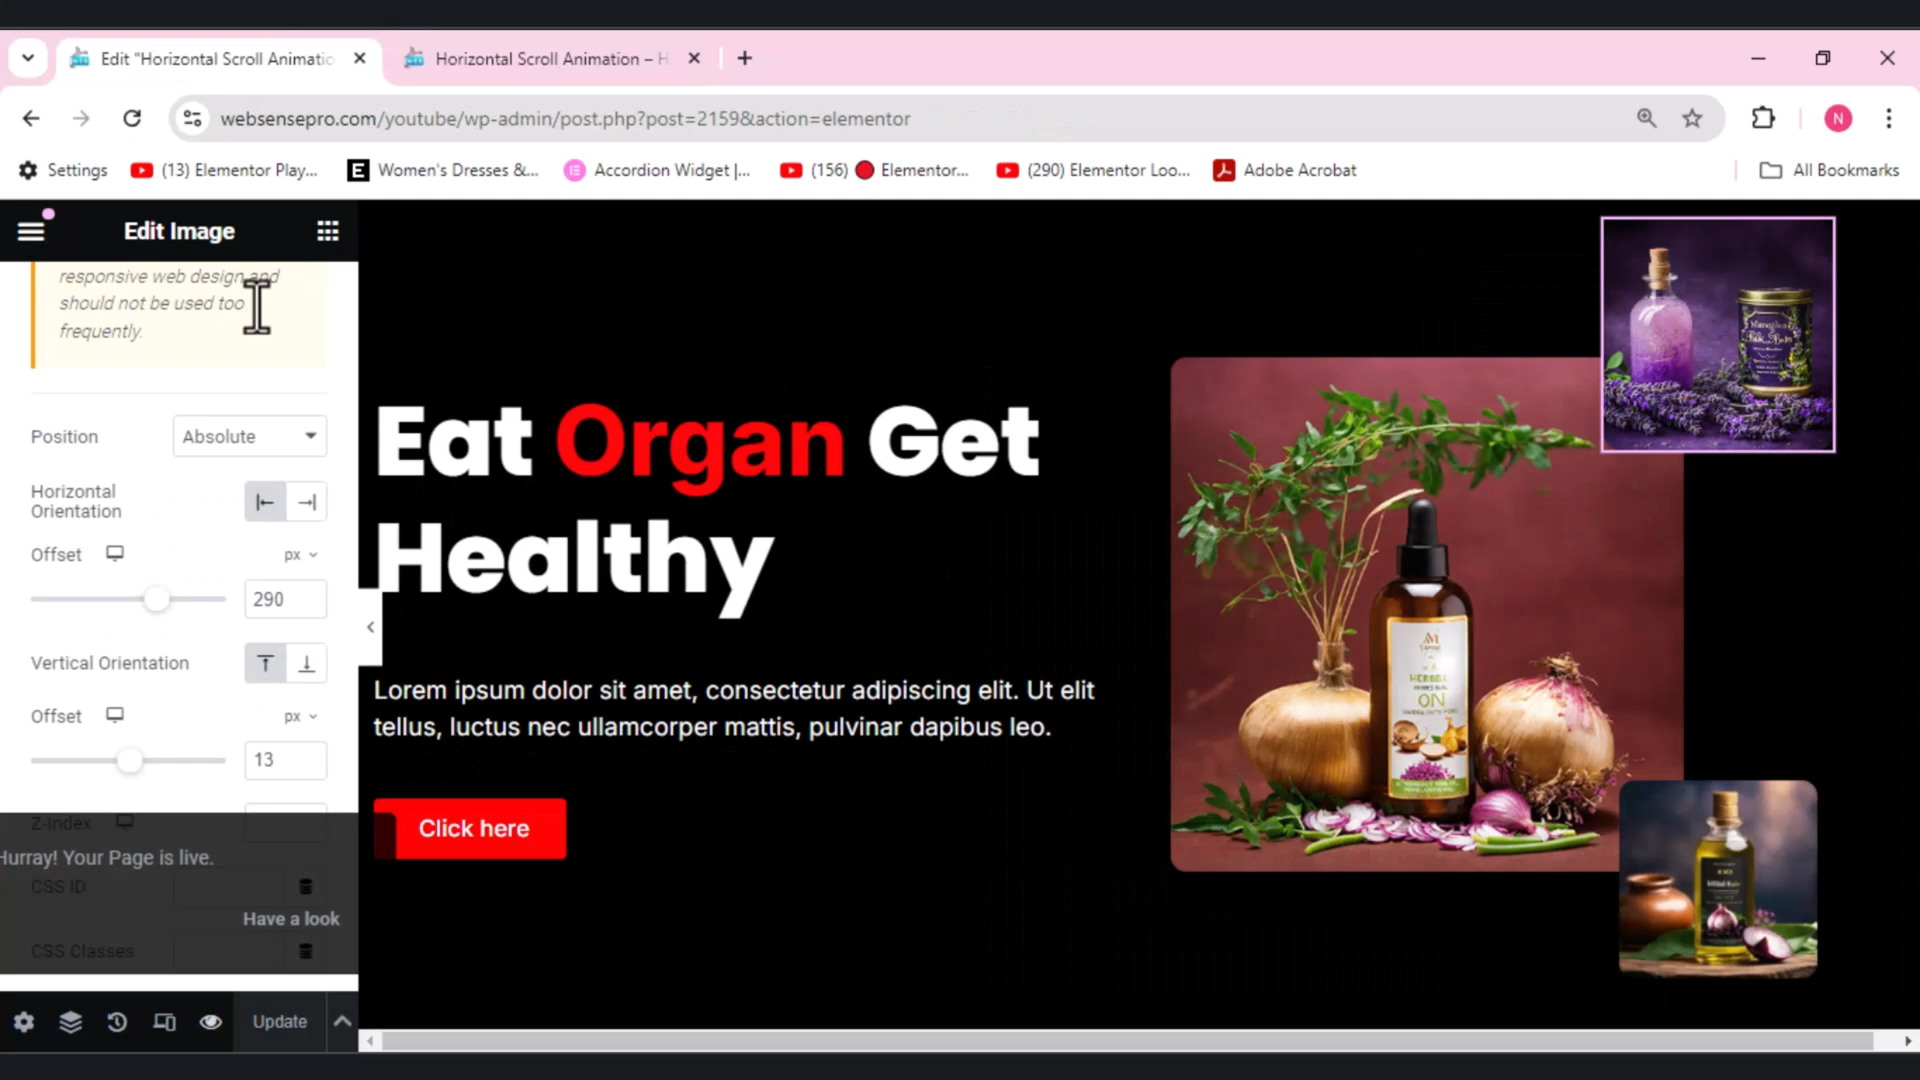 Edit "Horizontal Scroll Animatio
Horizontal Scroll Animation – H
websensepro.com/youtube/wp-admin/post.php?post=2159&action=elementor
N
Settings
(13) Elementor Play...
E Women's Dresses &...
Accordion Widget |...
(156) Elementor...
(290) Elementor Loo...
Adobe Acrobat
All Bookmarks
Edit Image
responsive web design and
should not be used too
frequently.
Position
Absolute
Horizontal
Orientation
Offset
px
290
Vertical Orientation
Offset
px
13
Z-Index
Hurray! Your Page is live.
CSS ID
Have a look
CSS Classes
Update
Eat Organ Get
Healthy
Lorem ipsum dolor sit amet, consectetur adipiscing elit. Ut elit
tellus, luctus nec ullamcorper mattis, pulvinar dapibus leo.
Click here
ON